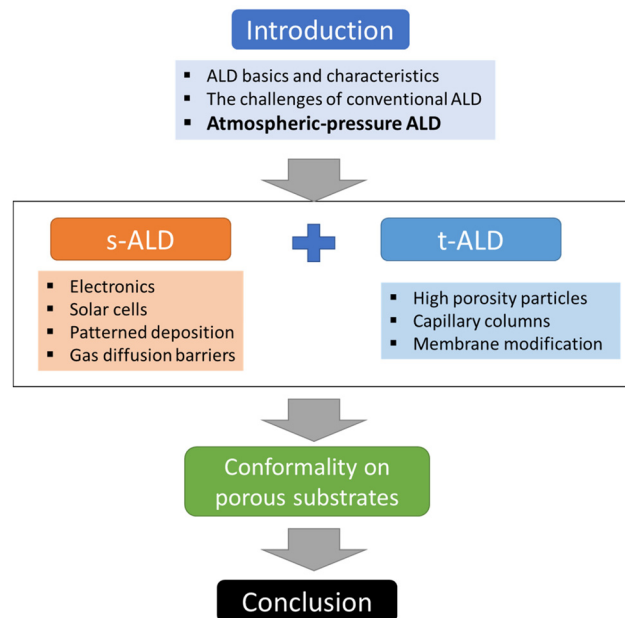 Introduction
▪ ALD basics and characteristics
▪ The challenges of conventional ALD
▪ Atmospheric-pressure ALD
s-ALD
▪ Electronics
▪ Solar cells
▪ Patterned deposition
▪ Gas diffusion barriers
t-ALD
▪ High porosity particles
▪ Capillary columns
▪ Membrane modification
Conformality on
porous substrates
Conclusion